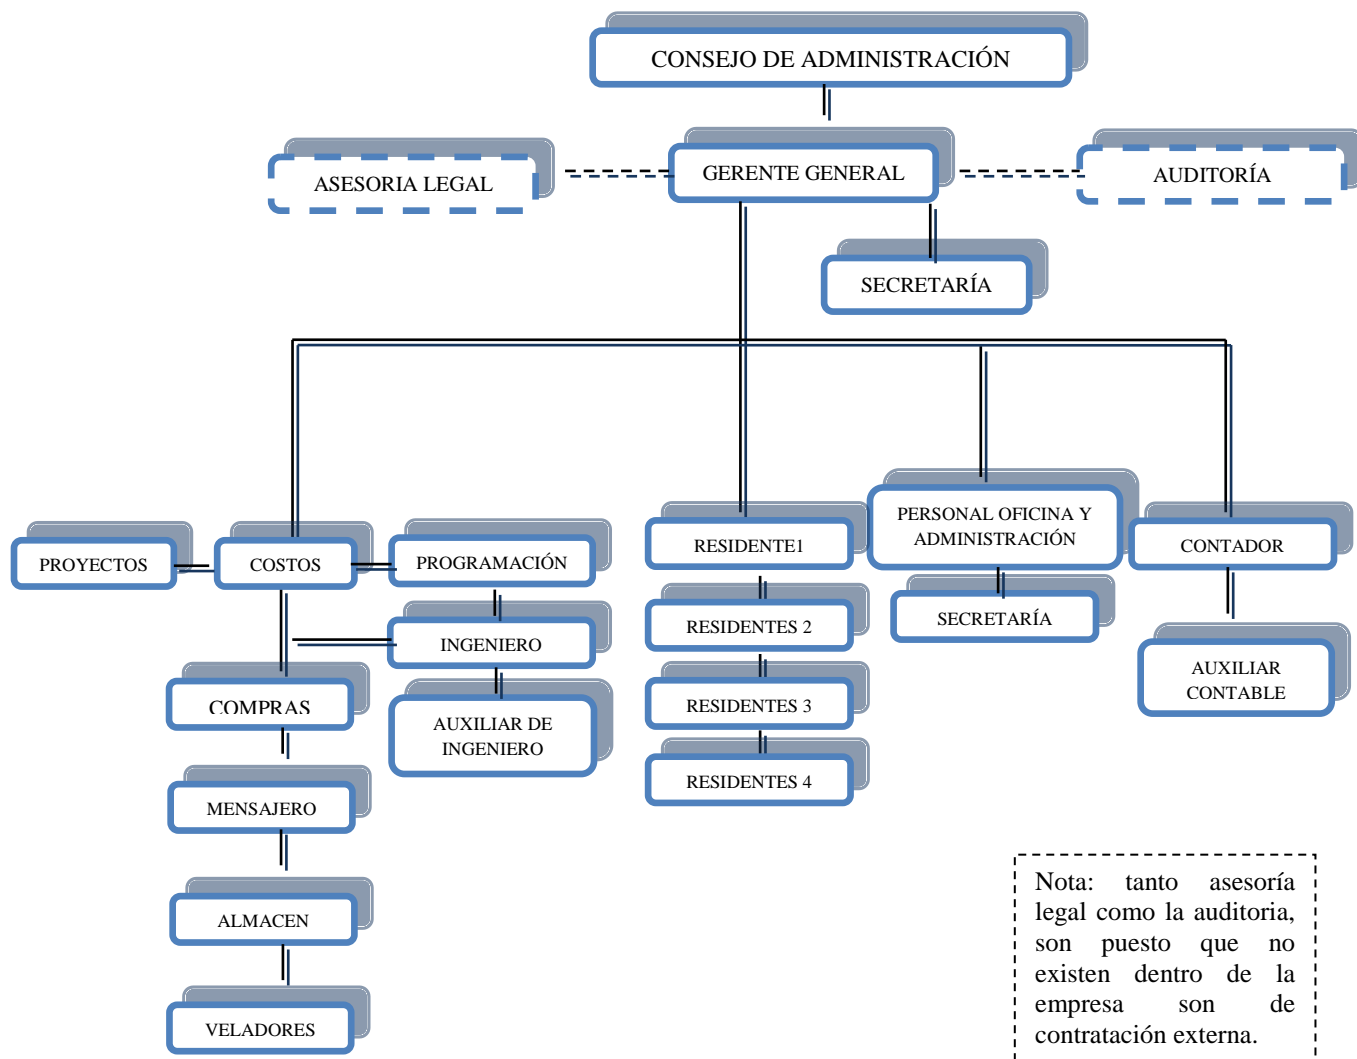 CONSEJO DE ADMINISTRACIÓN
ASESORIA LEGAL
GERENTE GENERAL
AUDITORÍA
SECRETARÍA
PROYECTOS
COSTOS
PROGRAMACIÓN
RESIDENTE1
PERSONAL OFICINA Y
ADMINISTRACIÓN
CONTADOR
INGENIERO
RESIDENTES 2
SECRETARÍA
COMPRAS
AUXILIAR DE
INGENIERO
RESIDENTES 3
AUXILIAR
CONTABLE
RESIDENTES 4
MENSAJERO
ALMACEN
VELADORES
Nota: tanto asesoría
legal como la auditoria,
son puesto que no
existen dentro de la
empresa son de
contratación externa.